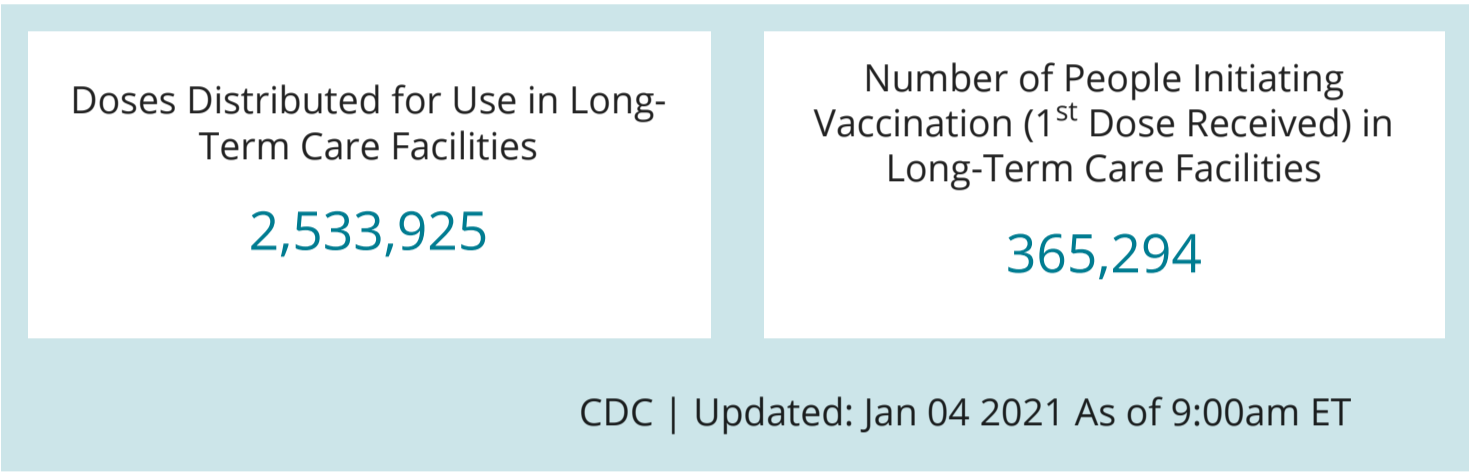 Doses Distributed for Use in Long-
Term Care Facilities
2,533,925
Number of People Initiating
Vaccination (1st Dose Received) in
Long-Term Care Facilities
365,294
CDC | Updated: Jan 04 2021 As of 9:00am ET